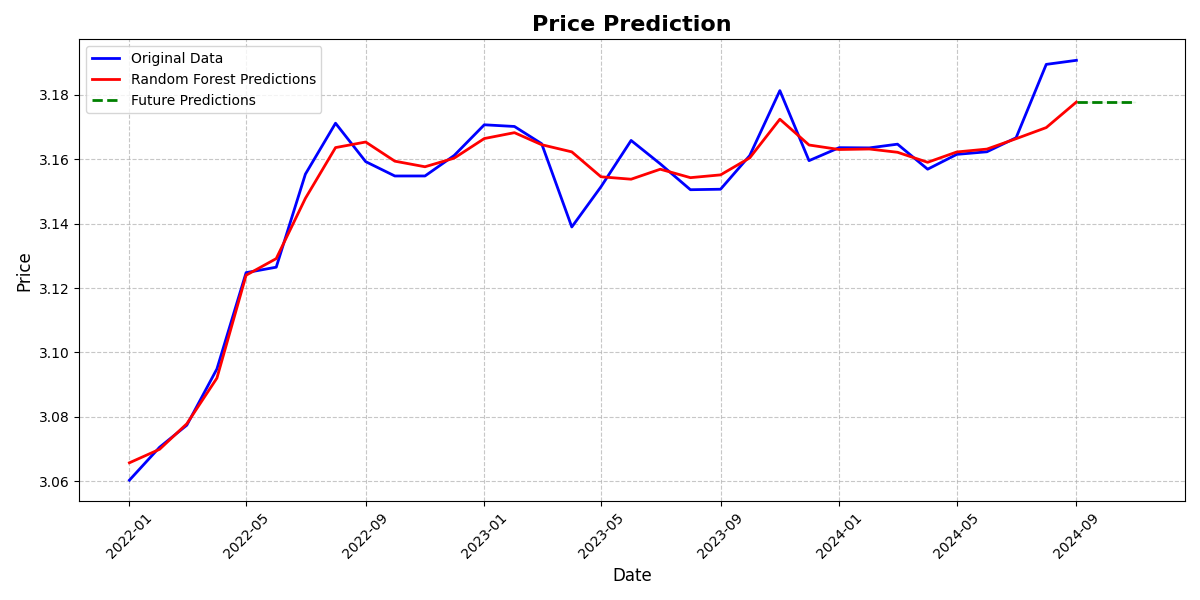 Price Prediction
Original Data
Random Forest Predictions
Future Predictions
Price
3.18
3.16
3.14
3.12
3.10
3.08
3.06
2022-01
2022-05
2022-09
2023-01
2023-05
2023-09
2024-01
2024-05
2024-09
Date